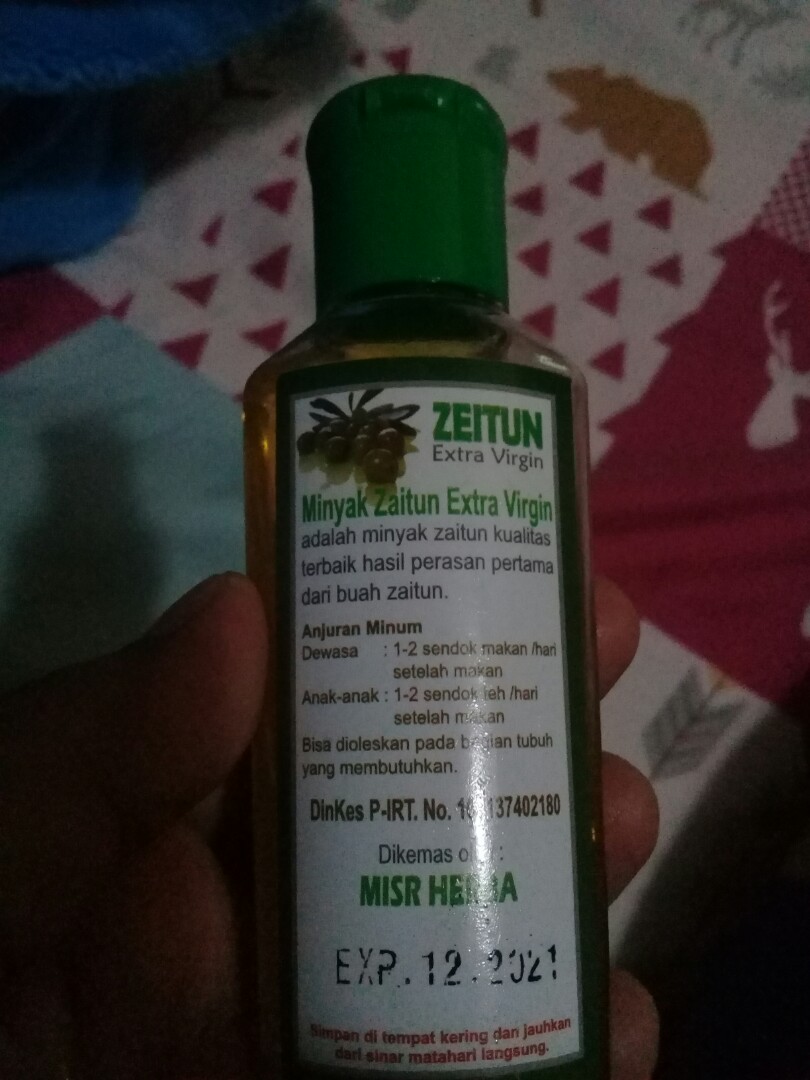 ZEITUN
Extra Virgin
Minyak Zaitun Extra Virgin
adalah minyak zaitun kualitas
terbaik hasil perasan pertama
dari buah zaitun.
Anjuran Minum
Dewasa : 1-2 sendok makan /hari
setelah makan
Anak-anak : 1-2 sendok teh /hari
setelah makan
Bisa dioleskan pada bagian tubuh
yang membutuhkan.
DinKes P-IRT. No.
Dikemas oleh :
MISR HERBA
EXP. 12.2021
Simpan di tempat kering dan jauhkan
dari sinar matahari langsung.